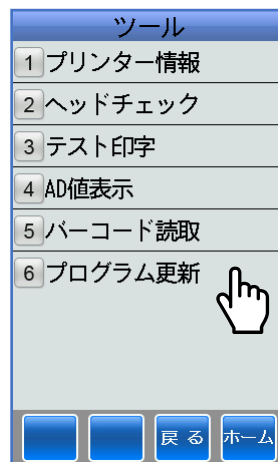 ツール
1 プリンター情報
2 ヘッドチェック
3 テスト印字
4 AD値表示
5 バーコード読取
6 プログラム更新
戻る ホーム